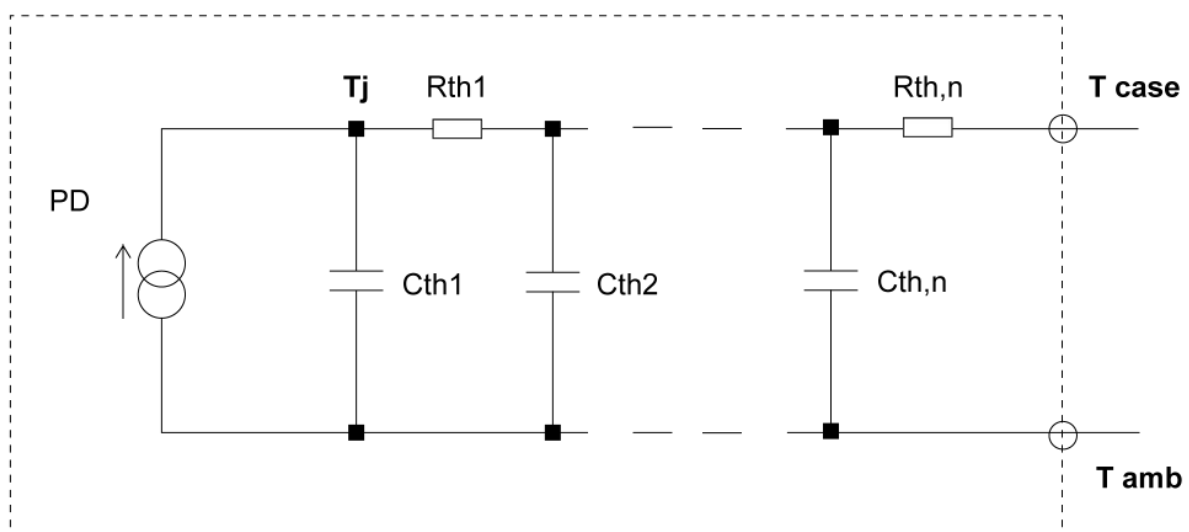 Tj
Rth1
Rth,n
T case
PD
Cth1
Cth2
Cth,n
T amb